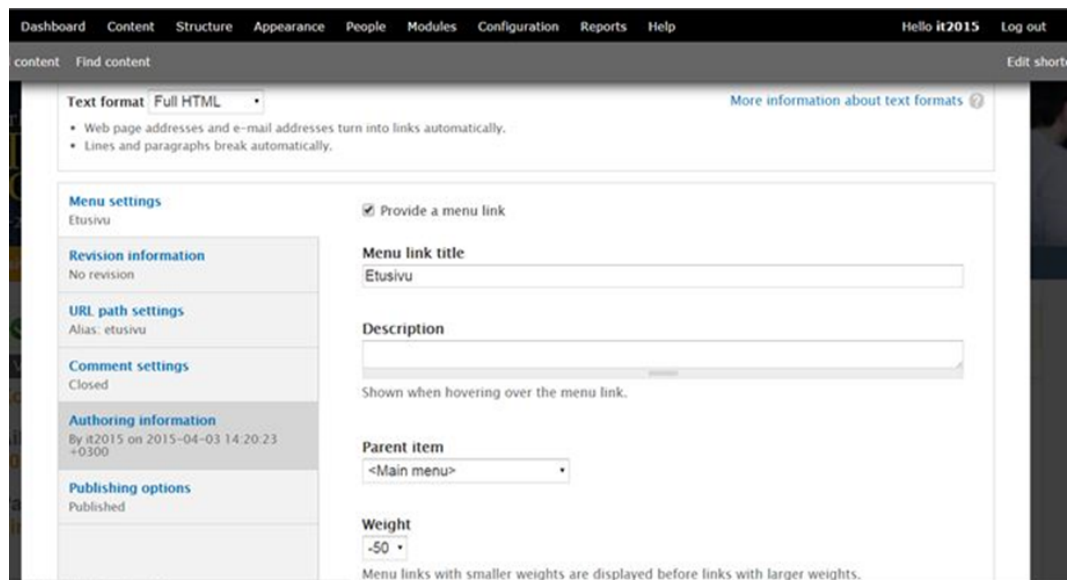 Dashboard Content Structure Appearance People Modules Configuration Reports Help Hello it2015 Log out
content Find content Edit shortc
Text format Full HTML More information about text formats
Web page addresses and e-mail addresses turn into links automatically.
Lines and paragraphs break automatically.
Menu settings
Etusivu
Revision information
No revision
URL path settings
Alias: etusivu
Comment settings
Closed
Authoring information
By it2015 on 2015-04-03 14:20:23
+0300
Publishing options
Published
Provide a menu link
Menu link title
Etusivu
Description
Shown when hovering over the menu link.
Parent item
<Main menu>
Weight
-50
Menu links with smaller weights are displayed before links with larger weights.